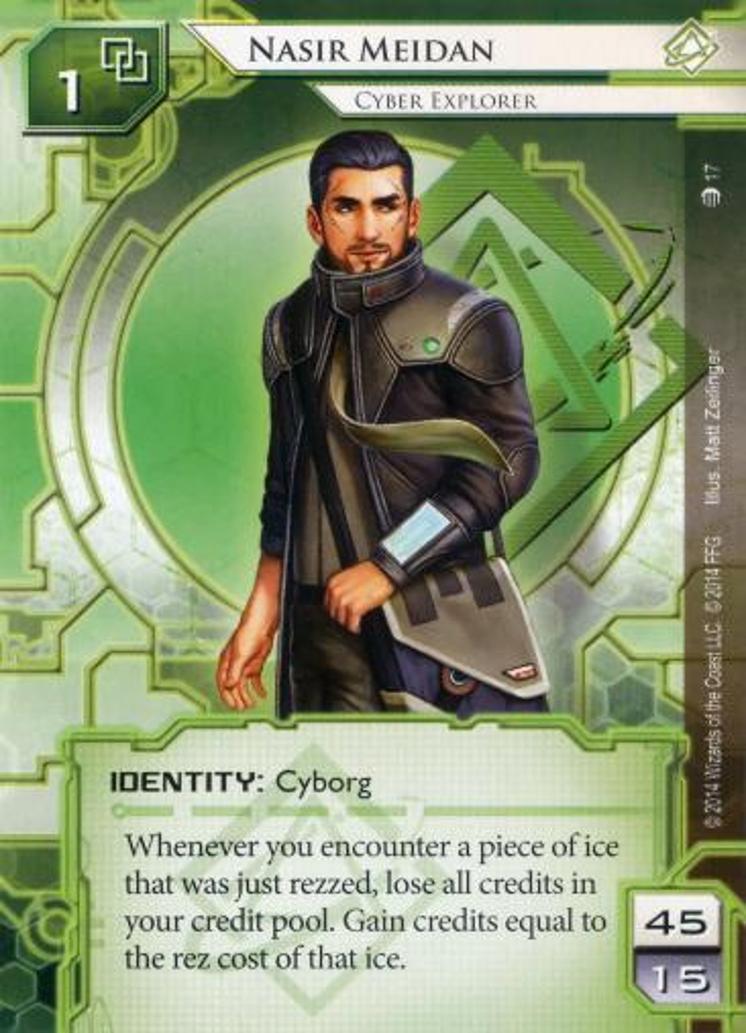 1
NASIR MEIDAN
CYBER EXPLORER
17
Illus. Matt Zeilinger
© 2014 Wizards of the Coast LLC. © 2014 FFG
IDENTITY: Cyborg
Whenever you encounter a piece of ice
that was just rezzed, lose all credits in
your credit pool. Gain credits equal to
the rez cost of that ice.
45
15